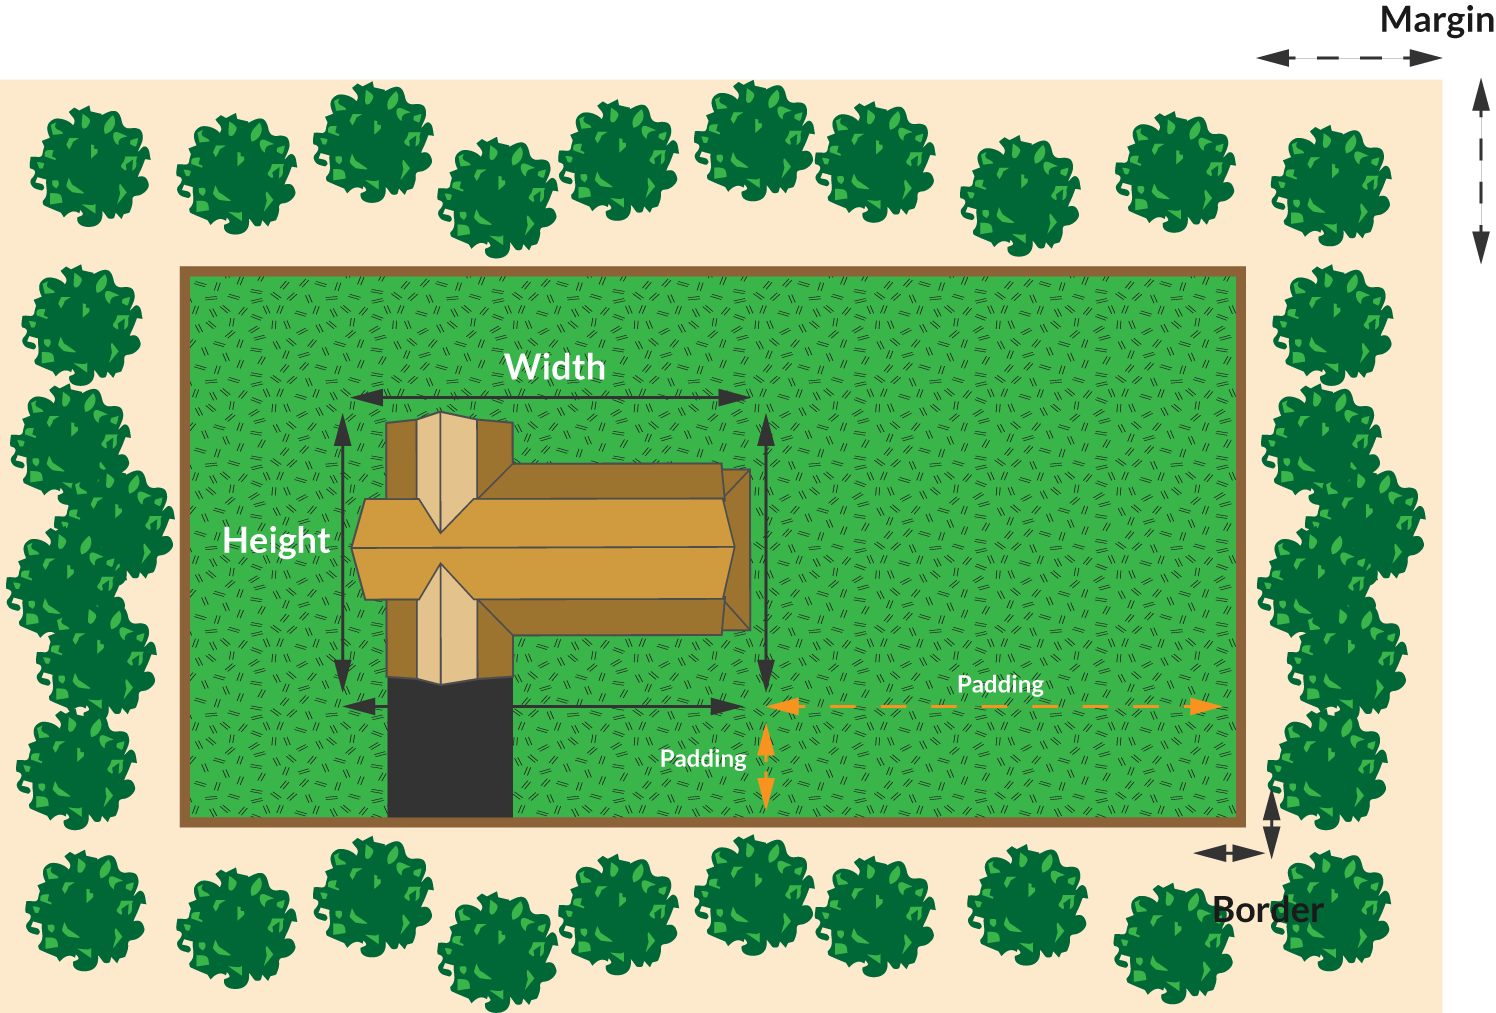 Margin
Width
Height
Padding
Padding
Border